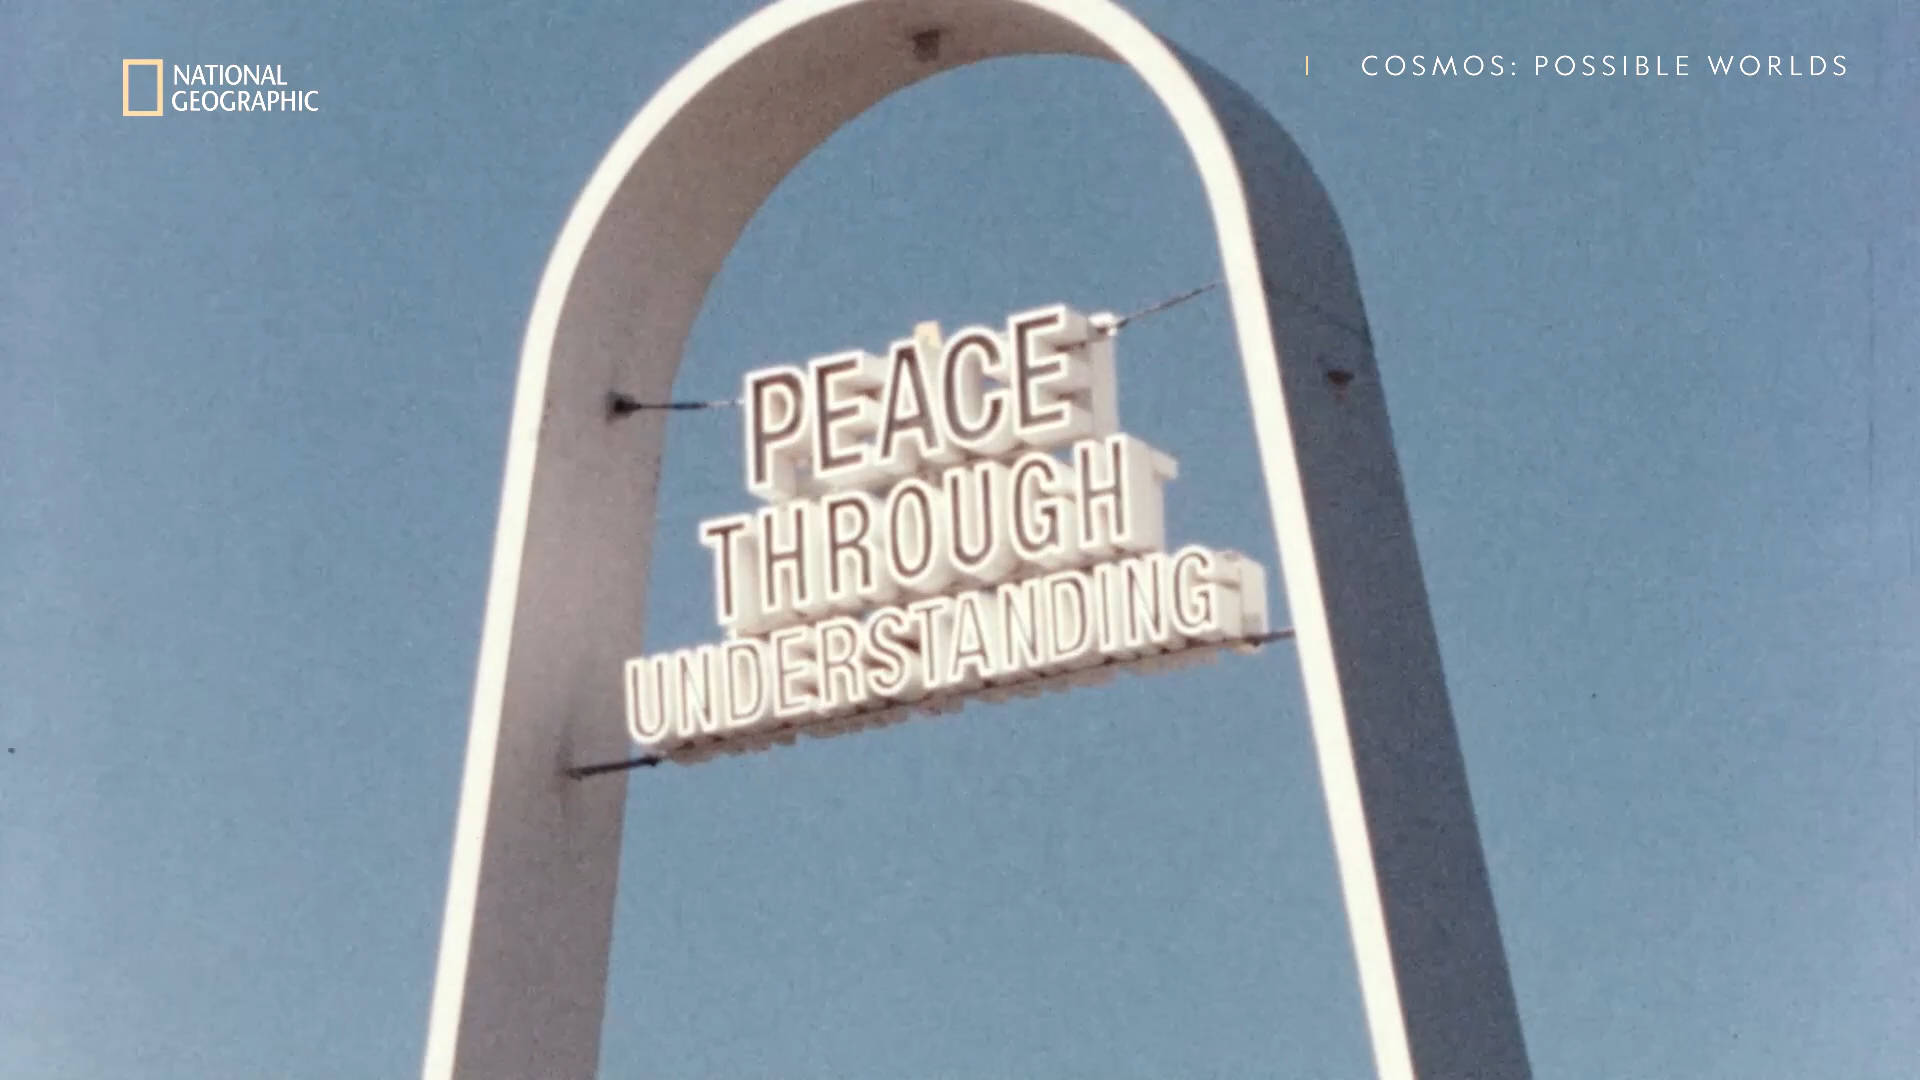 NATIONAL
GEOGRAPHIC
COSMOS: POSSIBLE WORLDS
PEACE
THROUGH
UNDERSTANDING